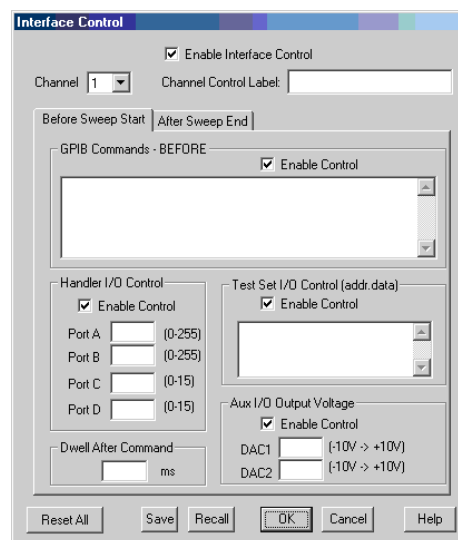 Interface Control
Enable Interface Control
Channel 1 Channel Control Label:
Before Sweep Start After Sweep End
GPIB Commands - BEFORE
Enable Control
Handler I/O Control
Enable Control
Port A (0-255)
Port B (0-255)
Port C (0-15)
Port D (0-15)
Dwell After Command
ms
Test Set I/O Control (addr.data)
Enable Control
Aux I/O Output Voltage
Enable Control
DAC1 (-10V -> +10V)
DAC2 (-10V -> +10V)
Reset All Save Recall OK Cancel Help